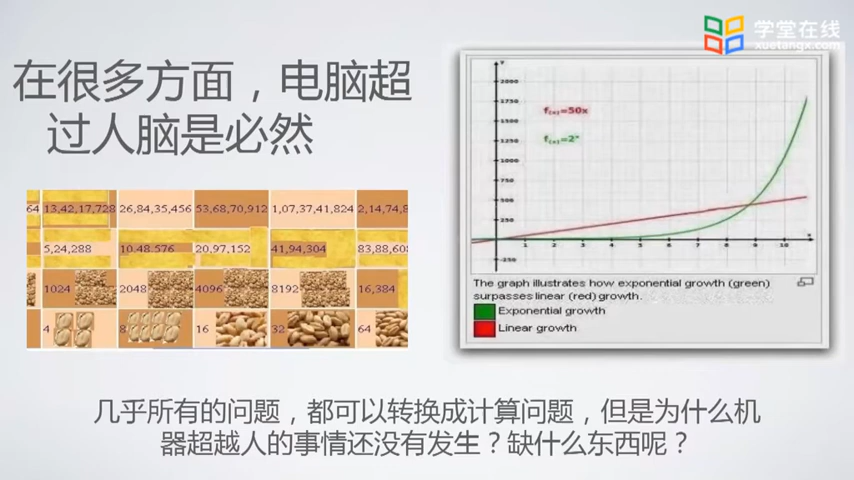 学堂在线
xuetangx.com
在很多方面，电脑超
过人脑是必然
64 13,42,17,728 26,84,35,456 53,68,70,912 1,07,37,41,824 2,14,74,8
5,24,288 10,48,576 20,97,152 41,94,304 83,88,608
1024 2048 4096 8192 16,384
4 8 16 32 64
y
2000
1750
1500
1250
1000
750
500
250
-250
1 2 3 4 5 6 7 8 9 10
f(x)=50x
f(x)=2ˣ
The graph illustrates how exponential growth (green)
surpasses linear (red) growth.
Exponential growth
Linear growth
几乎所有的问题，都可以转换成计算问题，但是为什么机
器超越人的事情还没有发生？缺什么东西呢？